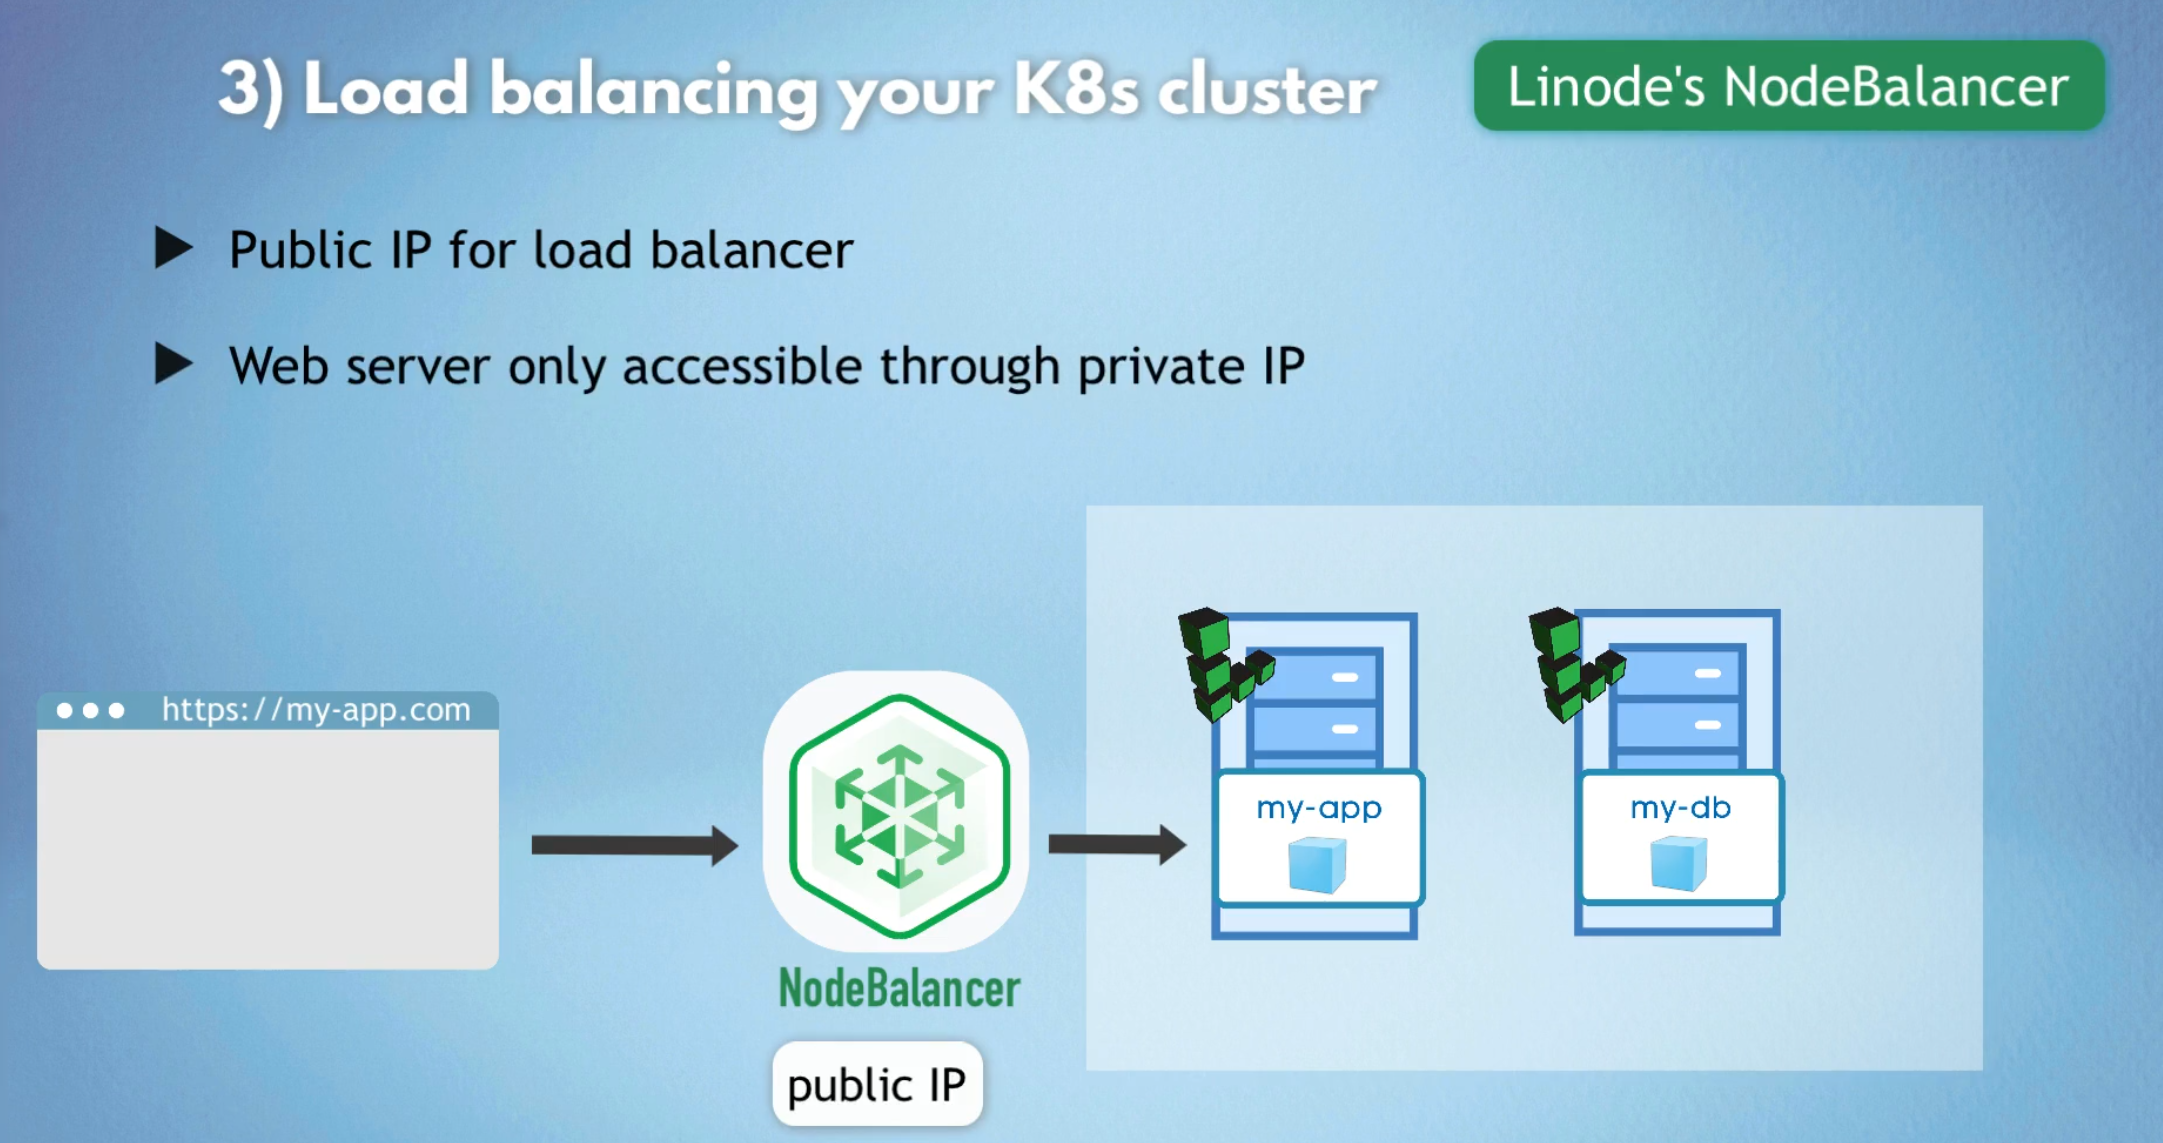 3) Load balancing your K8s cluster
Linode's NodeBalancer
Public IP for load balancer
Web server only accessible through private IP
https://my-app.com
my-app
my-db
NodeBalancer
public IP